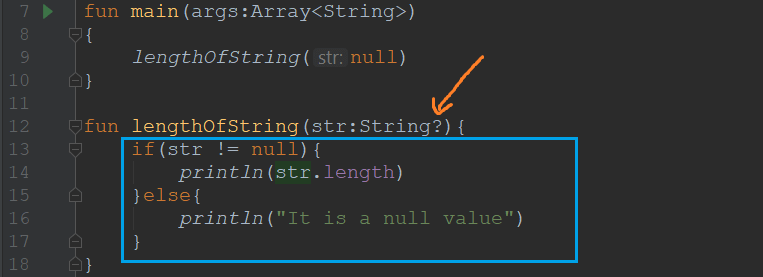 7 fun main(args:Array<String>)
8 {
9 lengthOfString( str: null)
10 }
11
12 fun lengthOfString(str:String?){
13 if(str != null){
14 println(str.length)
15 }else{
16 println("It is a null value")
17 }
18 }